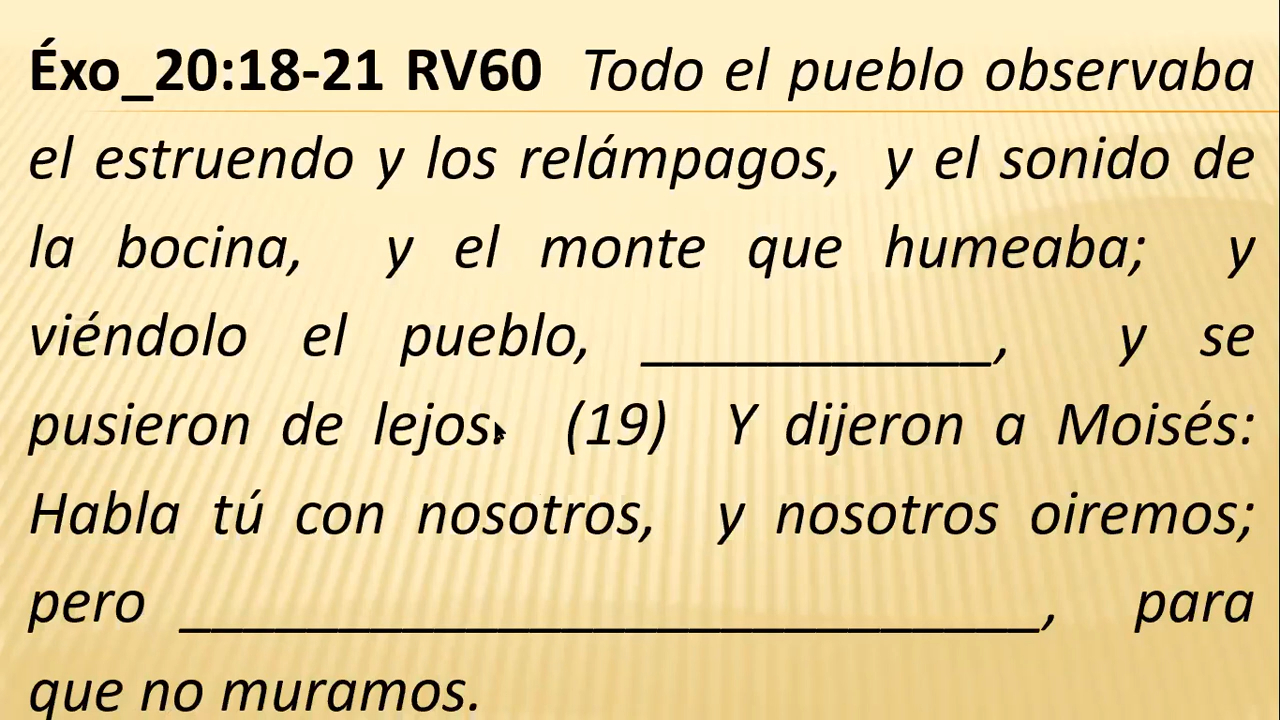 Éxo_20:18-21 RV60 Todo el pueblo observaba
el estruendo y los relámpagos, y el sonido de
la bocina, y el monte que humeaba; y
viéndolo el pueblo, ___________, y se
pusieron de lejos. (19) Y dijeron a Moisés:
Habla tú con nosotros, y nosotros oiremos;
pero ___________________________, para
que no muramos.